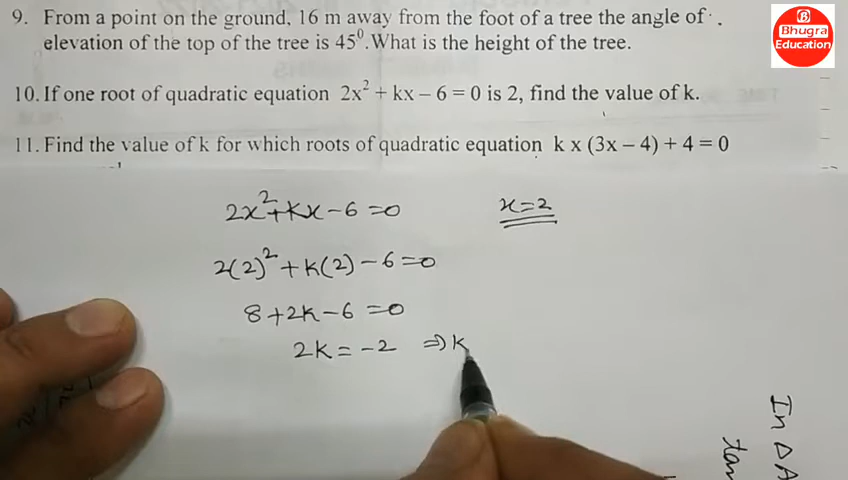 9. From a point on the ground, 16 m away from the foot of a tree the angle of
elevation of the top of the tree is 45⁰. What is the height of the tree.
10. If one root of quadratic equation 2x² + kx – 6 = 0 is 2, find the value of k.
11. Find the value of k for which roots of quadratic equation k x (3x – 4) + 4 = 0
2x²+kx-6=0
x=2
2(2)²+k(2)-6=0
8+2k-6=0
2k=-2 ⇒k
In ΔA
tan
B
Bhugra
Education